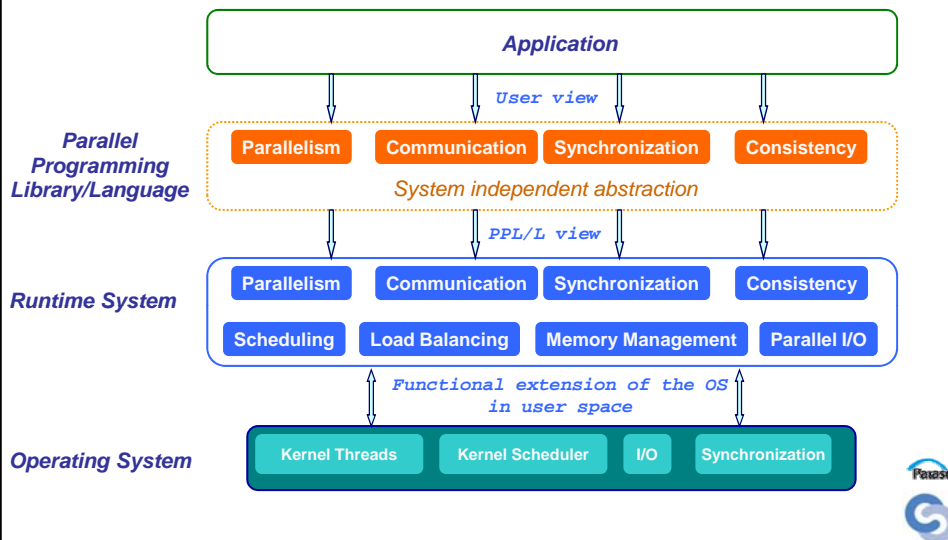 Application
User view
Parallel
Programming
Library/Language
Parallelism Communication Synchronization Consistency
System independent abstraction
PPL/L view
Runtime System
Parallelism Communication Synchronization Consistency
Scheduling Load Balancing Memory Management Parallel I/O
Functional extension of the OS
in user space
Operating System
Kernel Threads Kernel Scheduler I/O Synchronization